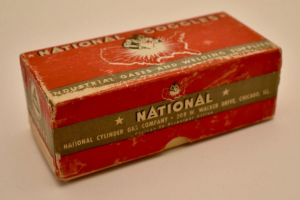 NATIONAL GOGGLES
INDUSTRIAL GASES AND WELDING SUPPLIES
NATIONAL
NATIONAL CYLINDER GAS COMPANY • 205 W. WACKER DRIVE, CHICAGO, ILL.